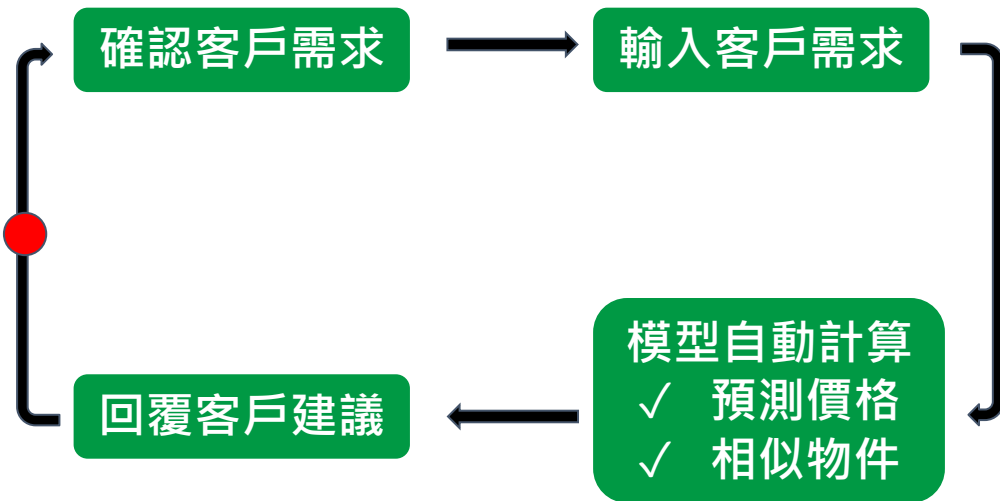 確認客戶需求
輸入客戶需求
模型自動計算
✓ 預測價格
✓ 相似物件
回覆客戶建議